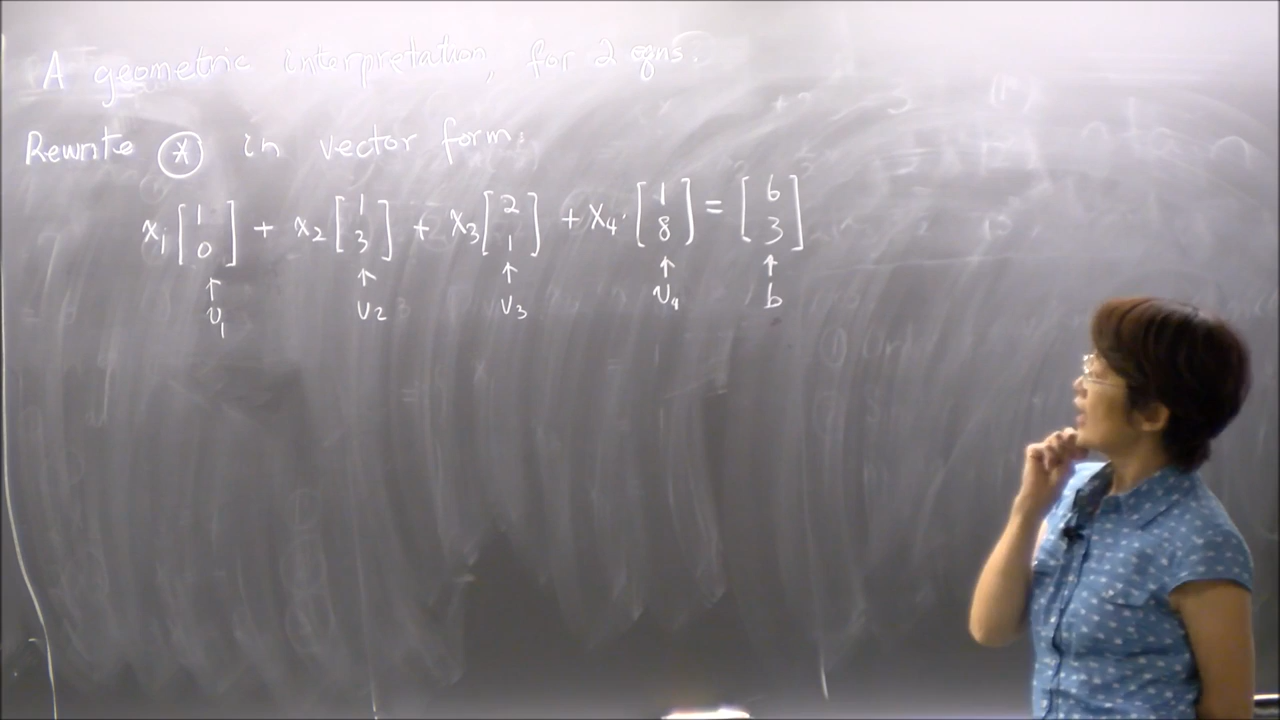 A geometric interpretation, for 2 eqns.
Rewrite (*) in vector form:
x₁ [1 0] + x₂ [1 3] + x₃ [2 1] + x₄ · [1 8] = [6 3]
↑ ↑ ↑ ↑ ↑
v₁ v₂ v₃ v₄ b